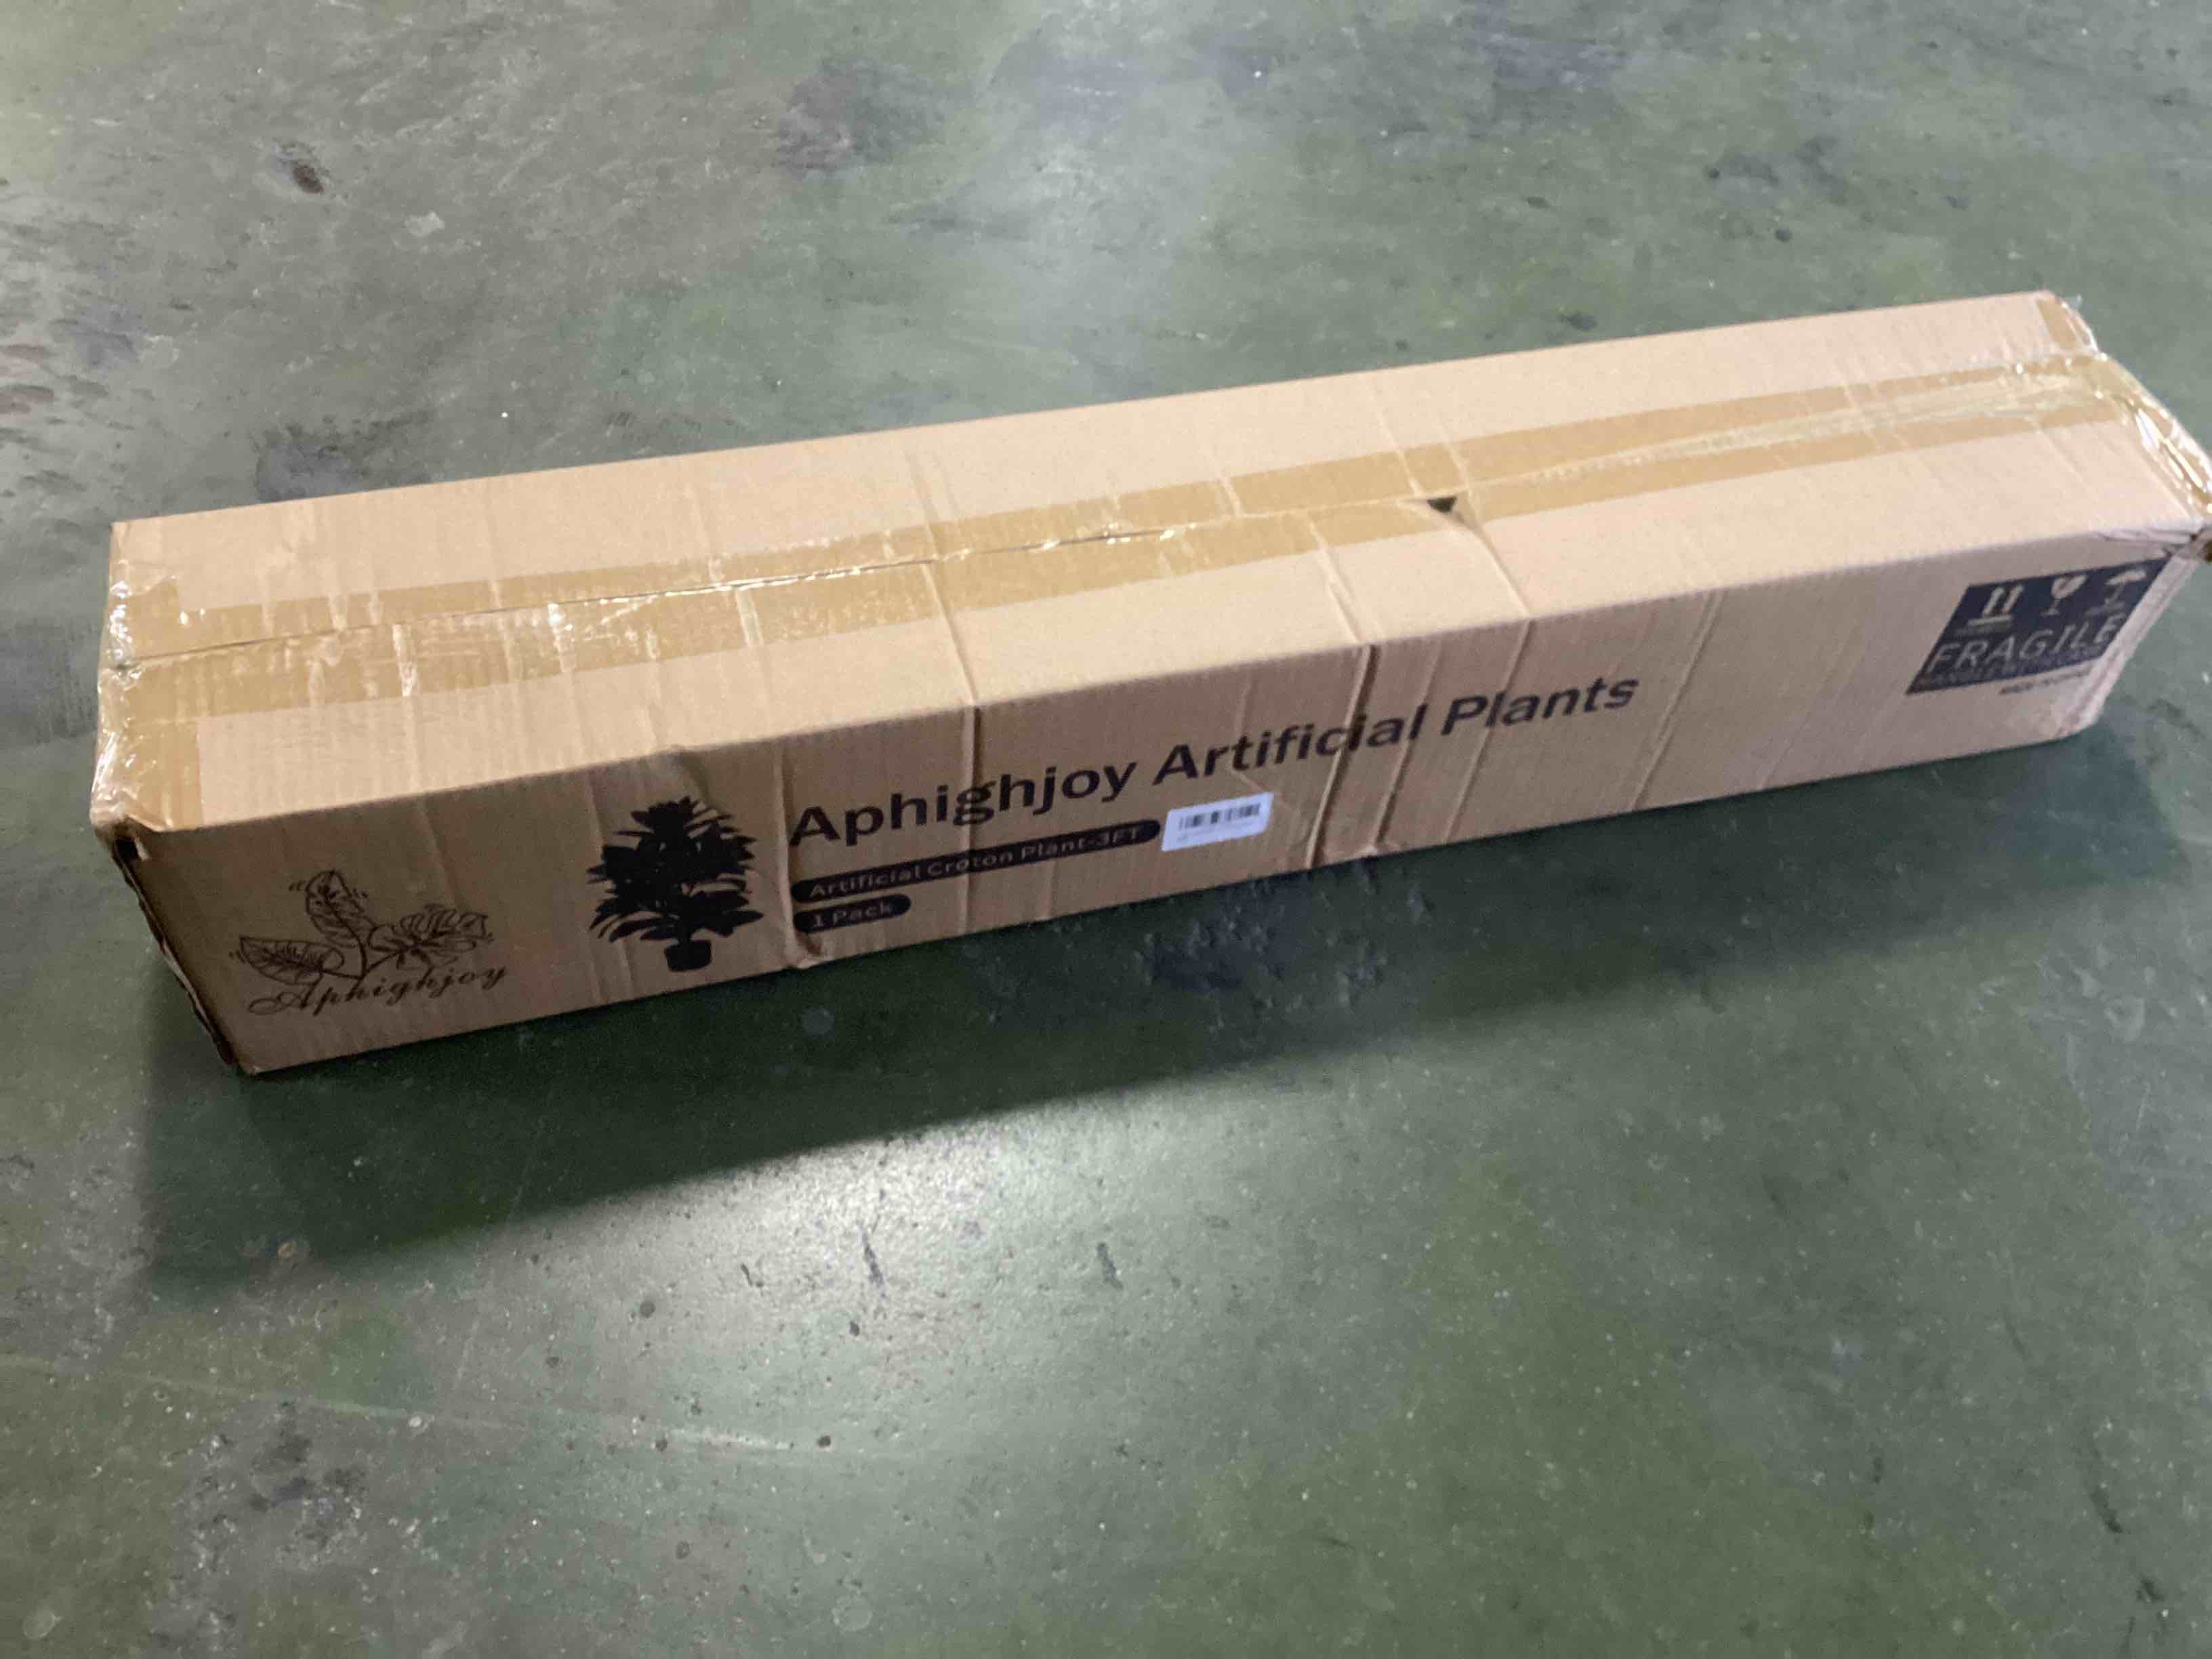 Aphighjoy
Aphighjoy Artificial Plants
Artificial Croton Plant-3FT
1 Pack
FRAGILE